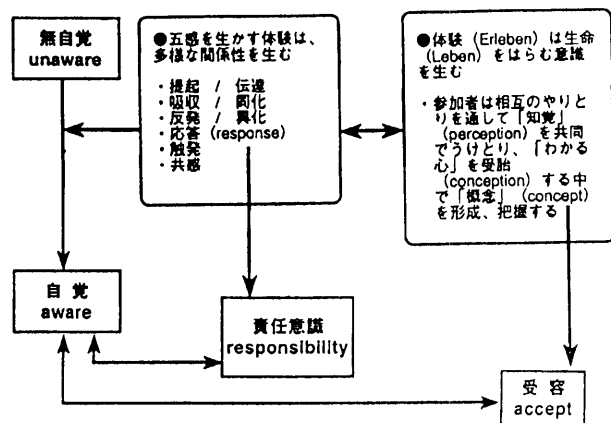 無自覚
unaware
●五感を生かす体験は、
多様な関係性を生む
・提起 / 伝達
・吸収 / 同化
・反発 / 異化
・応答 (response)
・触発
・共感
●体験 (Erleben) は生命
(Leben) をはらむ意識
を生む
・参加者は相互のやりと
りを通して「知覚」
(perception) を共同
でうけとり、「わかる
心」を受胎
(conception) する中
で「概念」 (concept)
を形成、把握する
自 覚
aware
責任意識
responsibility
受 容
accept